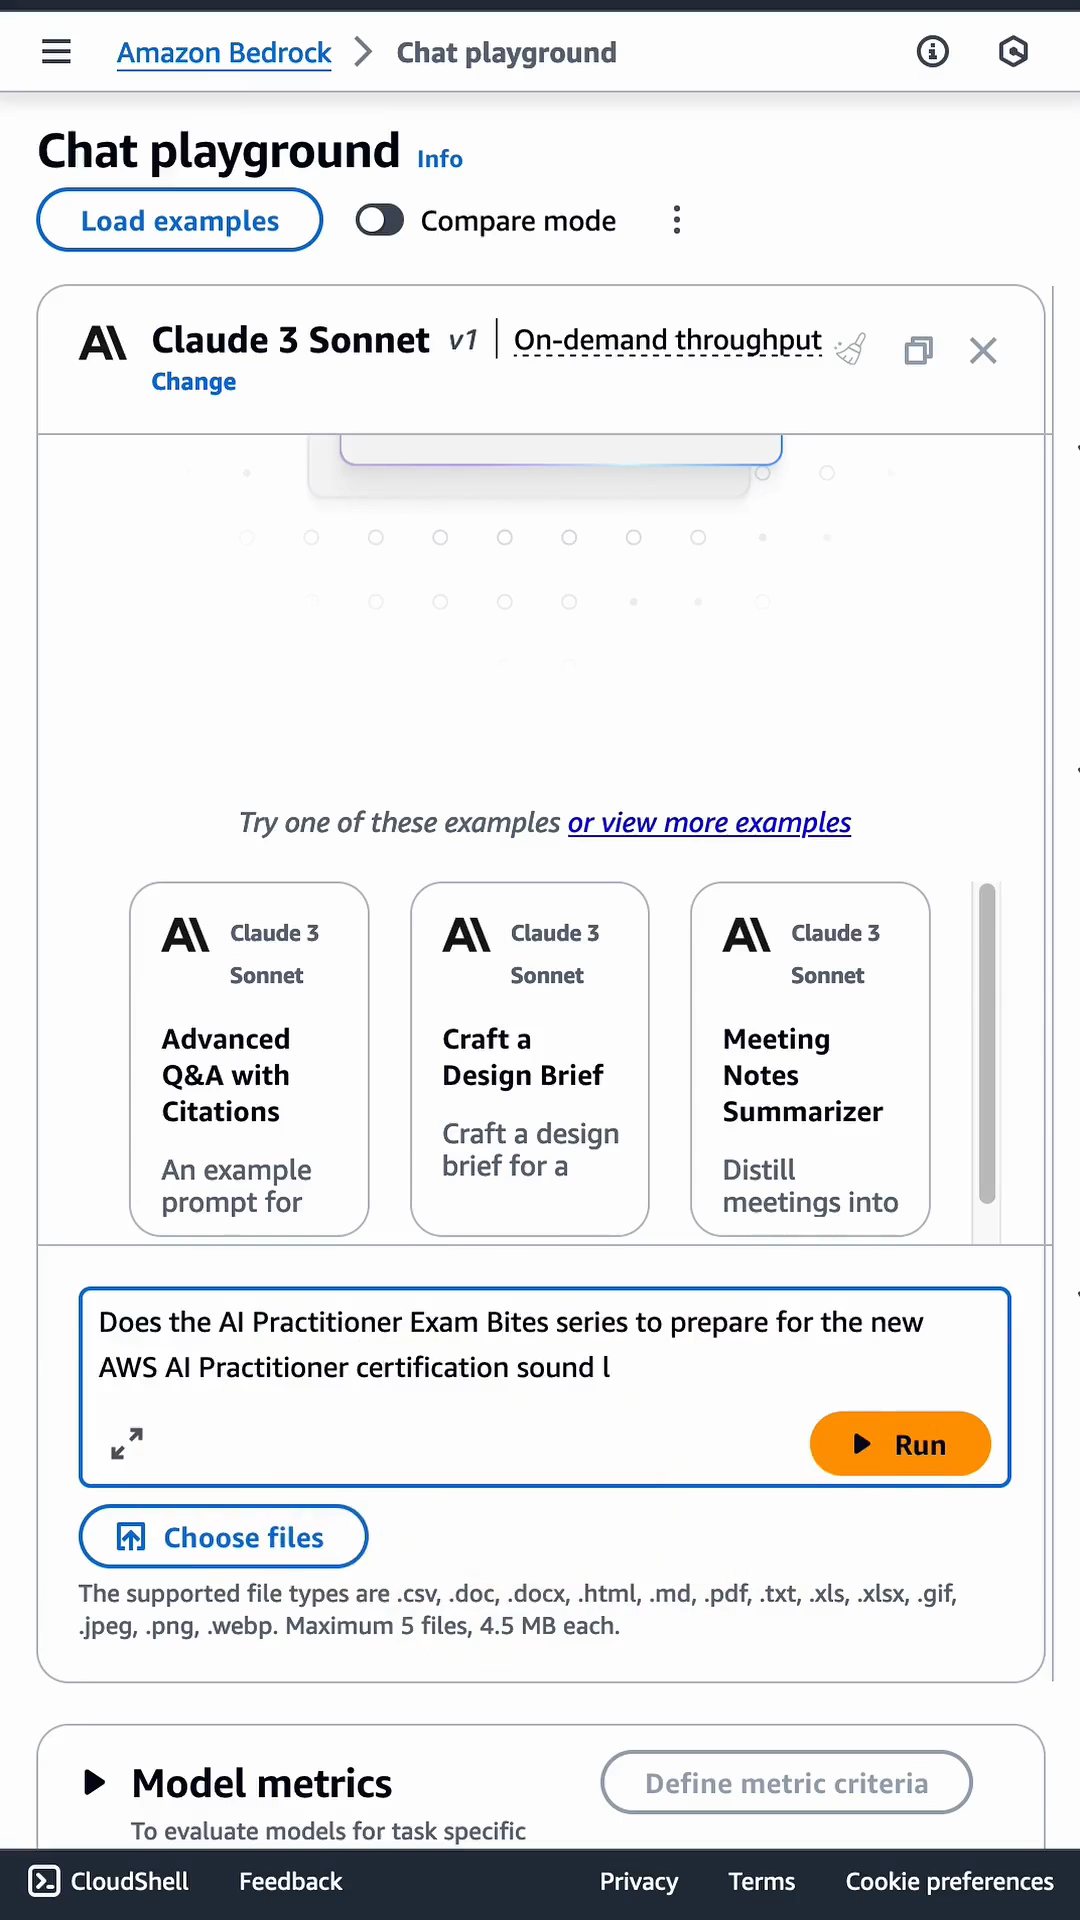 Amazon Bedrock > Chat playground
Chat playground Info
Load examples Compare mode
Claude 3 Sonnet v1 | On-demand throughput
Change
Try one of these examples or view more examples
Claude 3
Sonnet
Advanced
Q&A with
Citations
An example
prompt for
Claude 3
Sonnet
Craft a
Design Brief
Craft a design
brief for a
Claude 3
Sonnet
Meeting
Notes
Summarizer
Distill
meetings into
Does the AI Practitioner Exam Bites series to prepare for the new
AWS AI Practitioner certification sound l
Run
Choose files
The supported file types are .csv, .doc, .docx, .html, .md, .pdf, .txt, .xls, .xlsx, .gif,
.jpeg, .png, .webp. Maximum 5 files, 4.5 MB each.
Model metrics Define metric criteria
To evaluate models for task specific
CloudShell Feedback Privacy Terms Cookie preferences